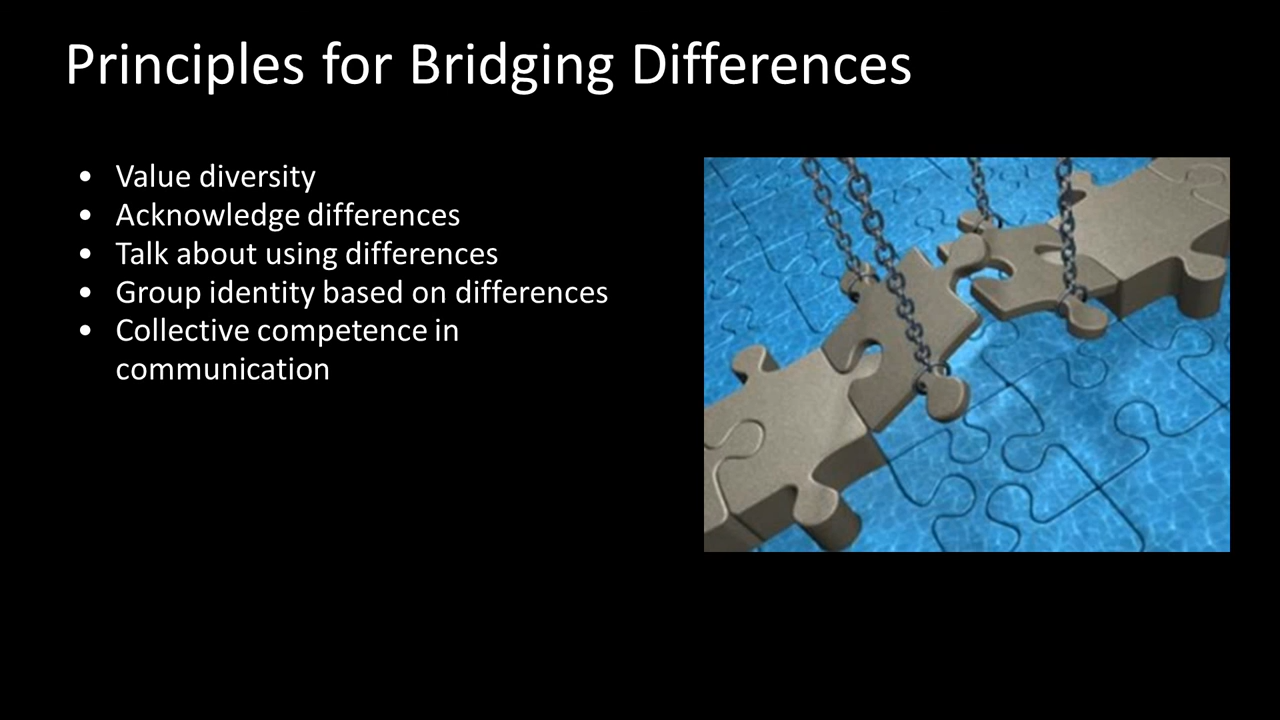 Principles for Bridging Differences
• Value diversity
• Acknowledge differences
• Talk about using differences
• Group identity based on differences
• Collective competence in
communication